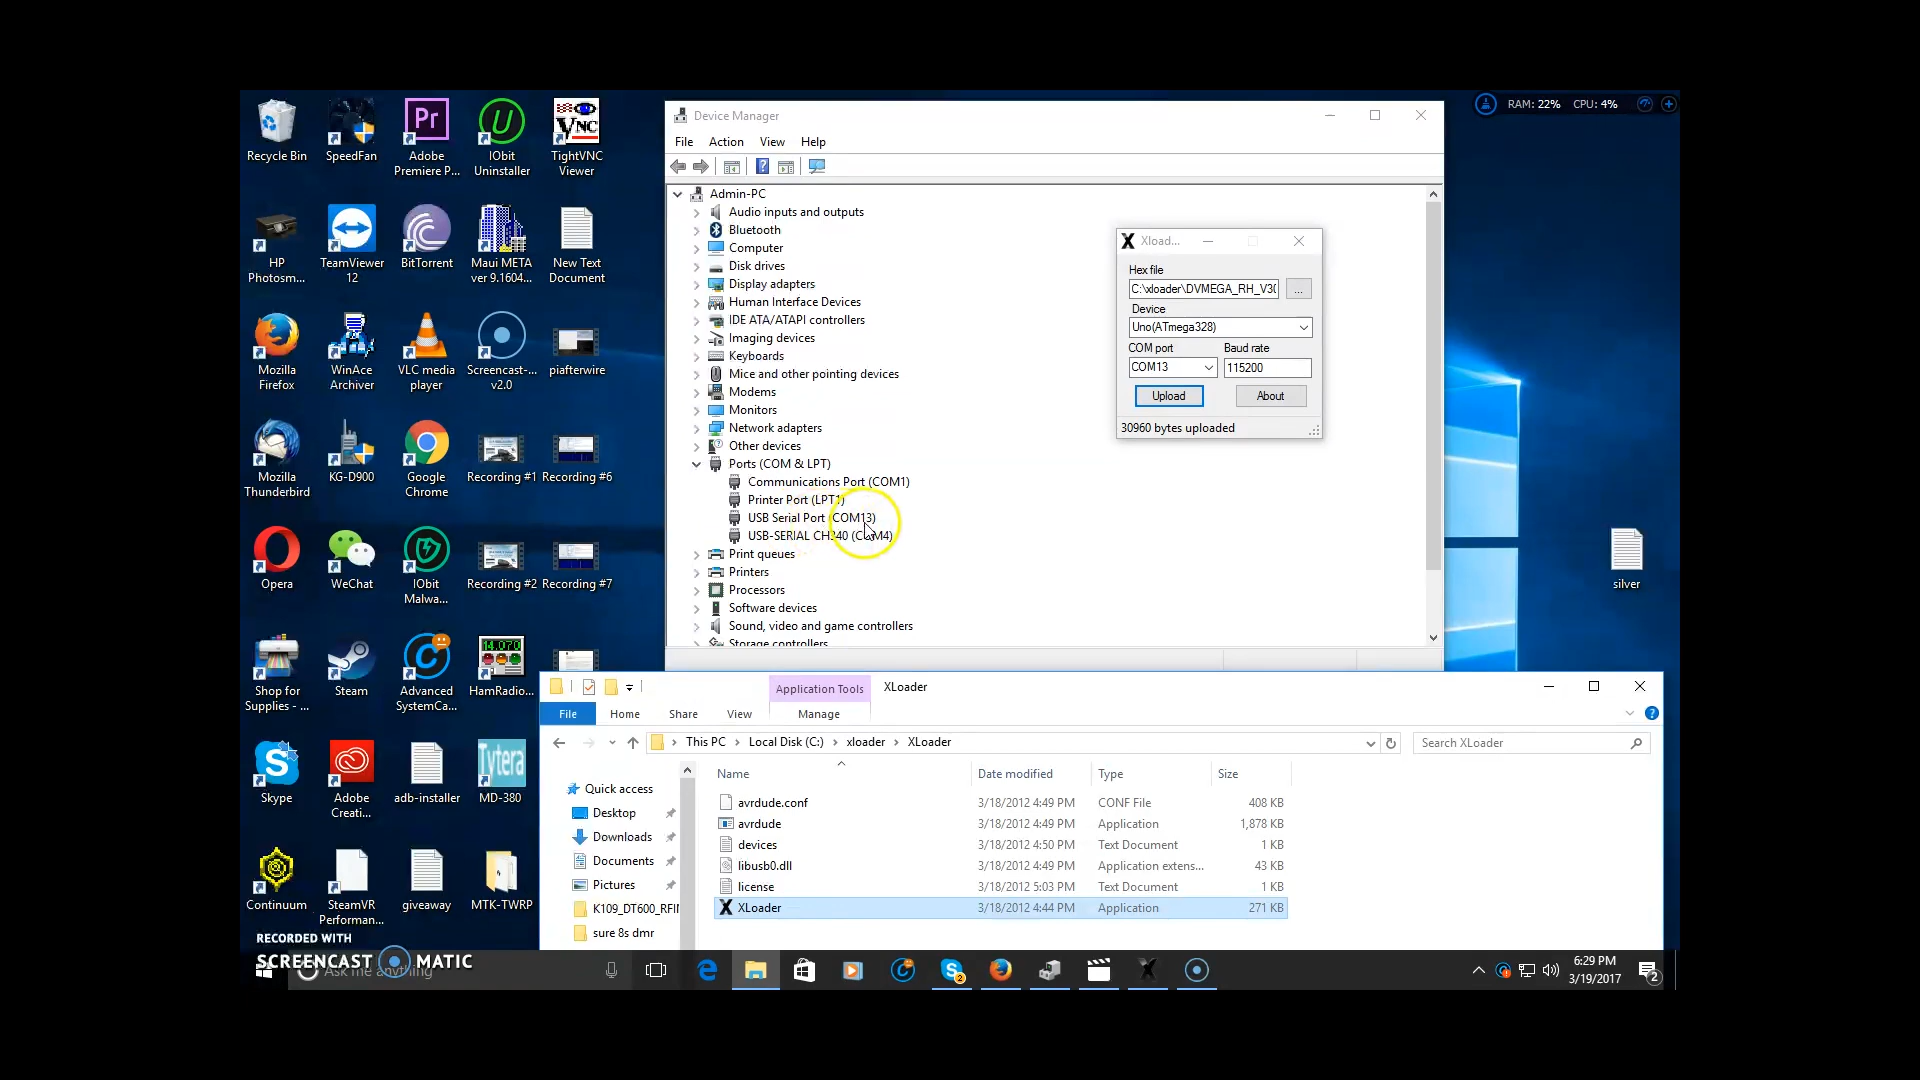 Recycle Bin
SpeedFan
Adobe
Premiere P...
IObit
Uninstaller
VNC
TightVNC
Viewer
HP
Photosm...
TeamViewer
12
BitTorrent
Maui META
ver 9.1604...
New Text
Document
Mozilla
Firefox
WinAce
Archiver
VLC media
player
Screencast-...
v2.0
piafterwire
Mozilla
Thunderbird
KG-D900
Google
Chrome
Recording #1
Recording #6
Opera
WeChat
IObit
Malwa...
Recording #2
Recording #7
Shop for
Supplies - ...
Steam
Advanced
SystemCa...
14.070
HamRadio...
Skype
Adobe
Creati...
adb-installer
Tytera
MD-380
Continuum
SteamVR
Performan...
giveaway
MTK-TWRP
RECORDED WITH
SCREENCAST MATIC
Device Manager
File Action View Help
Admin-PC
Audio inputs and outputs
Bluetooth
Computer
Disk drives
Display adapters
Human Interface Devices
IDE ATA/ATAPI controllers
Imaging devices
Keyboards
Mice and other pointing devices
Modems
Monitors
Network adapters
Other devices
Ports (COM & LPT)
Communications Port (COM1)
Printer Port (LPT1)
USB Serial Port (COM13)
USB-SERIAL CH340 (COM4)
Print queues
Printers
Processors
Software devices
Sound, video and game controllers
Storage controllers
Xload...
Hex file
C:\xloader\DVMEGA_RH_V30
...
Device
Uno(ATmega328)
COM port Baud rate
COM13 115200
Upload About
30960 bytes uploaded
RAM: 22% CPU: 4%
silver
Application Tools XLoader
File Home Share View Manage
This PC Local Disk (C:) xloader XLoader
Search XLoader
Quick access
Desktop
Downloads
Documents
Pictures
K109_DT600_RFI
sure 8s dmr
Name Date modified Type Size
avrdude.conf 3/18/2012 4:49 PM CONF File 408 KB
avrdude 3/18/2012 4:49 PM Application 1,878 KB
devices 3/18/2012 4:50 PM Text Document 1 KB
libusb0.dll 3/18/2012 4:49 PM Application extens... 43 KB
license 3/18/2012 5:03 PM Text Document 1 KB
XLoader 3/18/2012 4:44 PM Application 271 KB
Ask me anything
6:29 PM
3/19/2017
2